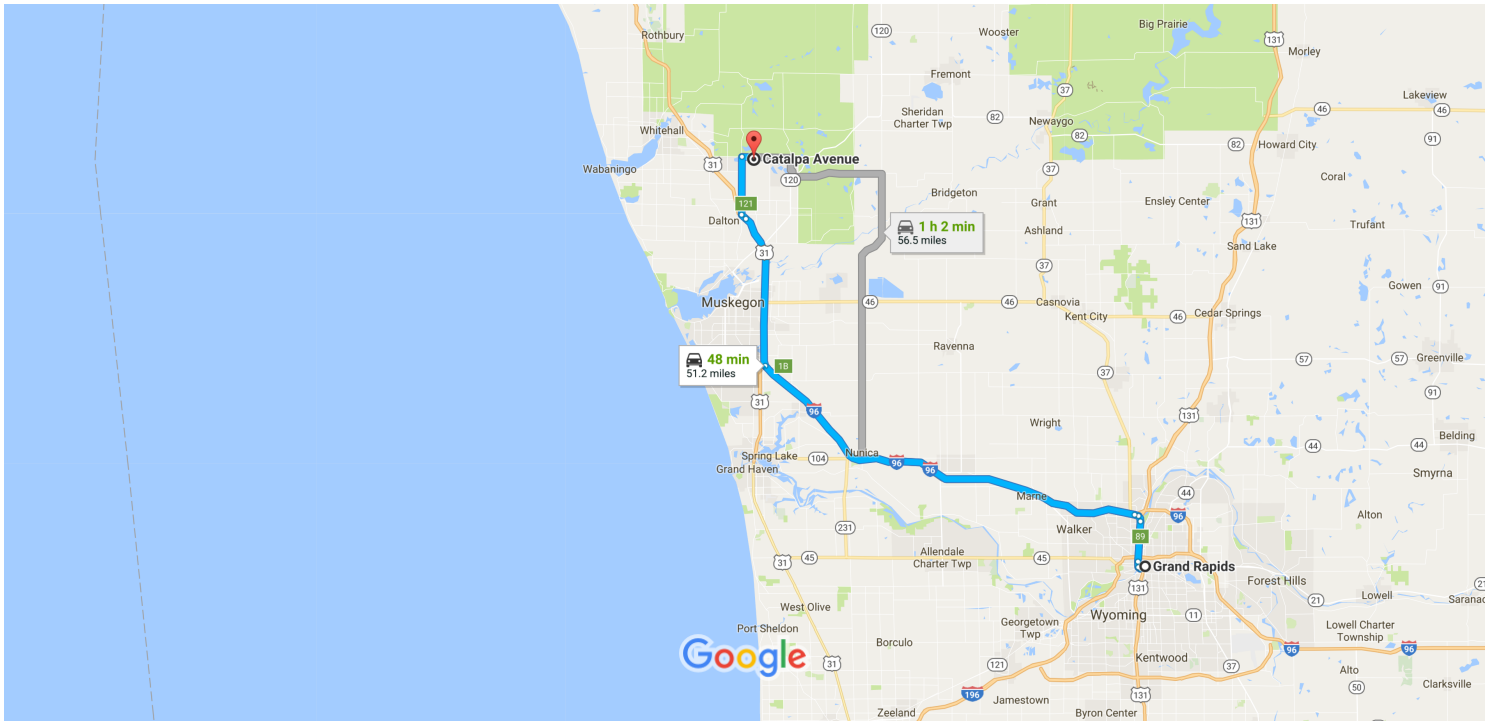 Rothbury
120
Wooster
Big Prairie
131
Morley
Fremont
37
Lakeview
46
46
Sheridan
Charter Twp
82
Newaygo
82
82
91
Whitehall
Howard City
31
Catalpa Avenue
Wabaningo
120
Coral
121
Bridgeton
Grant
Ensley Center
Dalton
1 h 2 min
56.5 miles
Ashland
131
Trufant
Sand Lake
31
37
Gowen
91
Muskegon
46
46
Casnovia
Kent City
46
Cedar Springs
Ravenna
48 min
51.2 miles
1B
57
57
Greenville
37
91
31
96
131
Wright
Belding
44
44
Spring Lake
104
Nunica
96
96
Grand Haven
Smyrna
Marne
44
96
Alton
231
Walker
89
Allendale
Charter Twp
31
45
45
Grand Rapids
131
Forest Hills
21
21
Lowell
Saranac
West Olive
Georgetown
Twp
Wyoming
11
Port Sheldon
Lowell Charter
Township
Borculo
Google
31
121
Kentwood
37
96
96
Alto
50
Clarksville
196
Jamestown
131
Zeeland
Byron Center